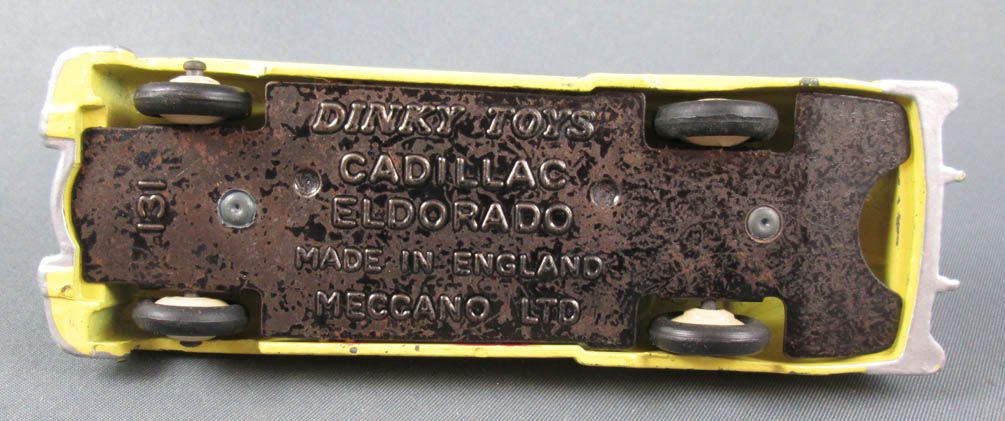 DINKY TOYS
CADILLAC
ELDORADO
MADE IN ENGLAND
MECCANO LTD
131